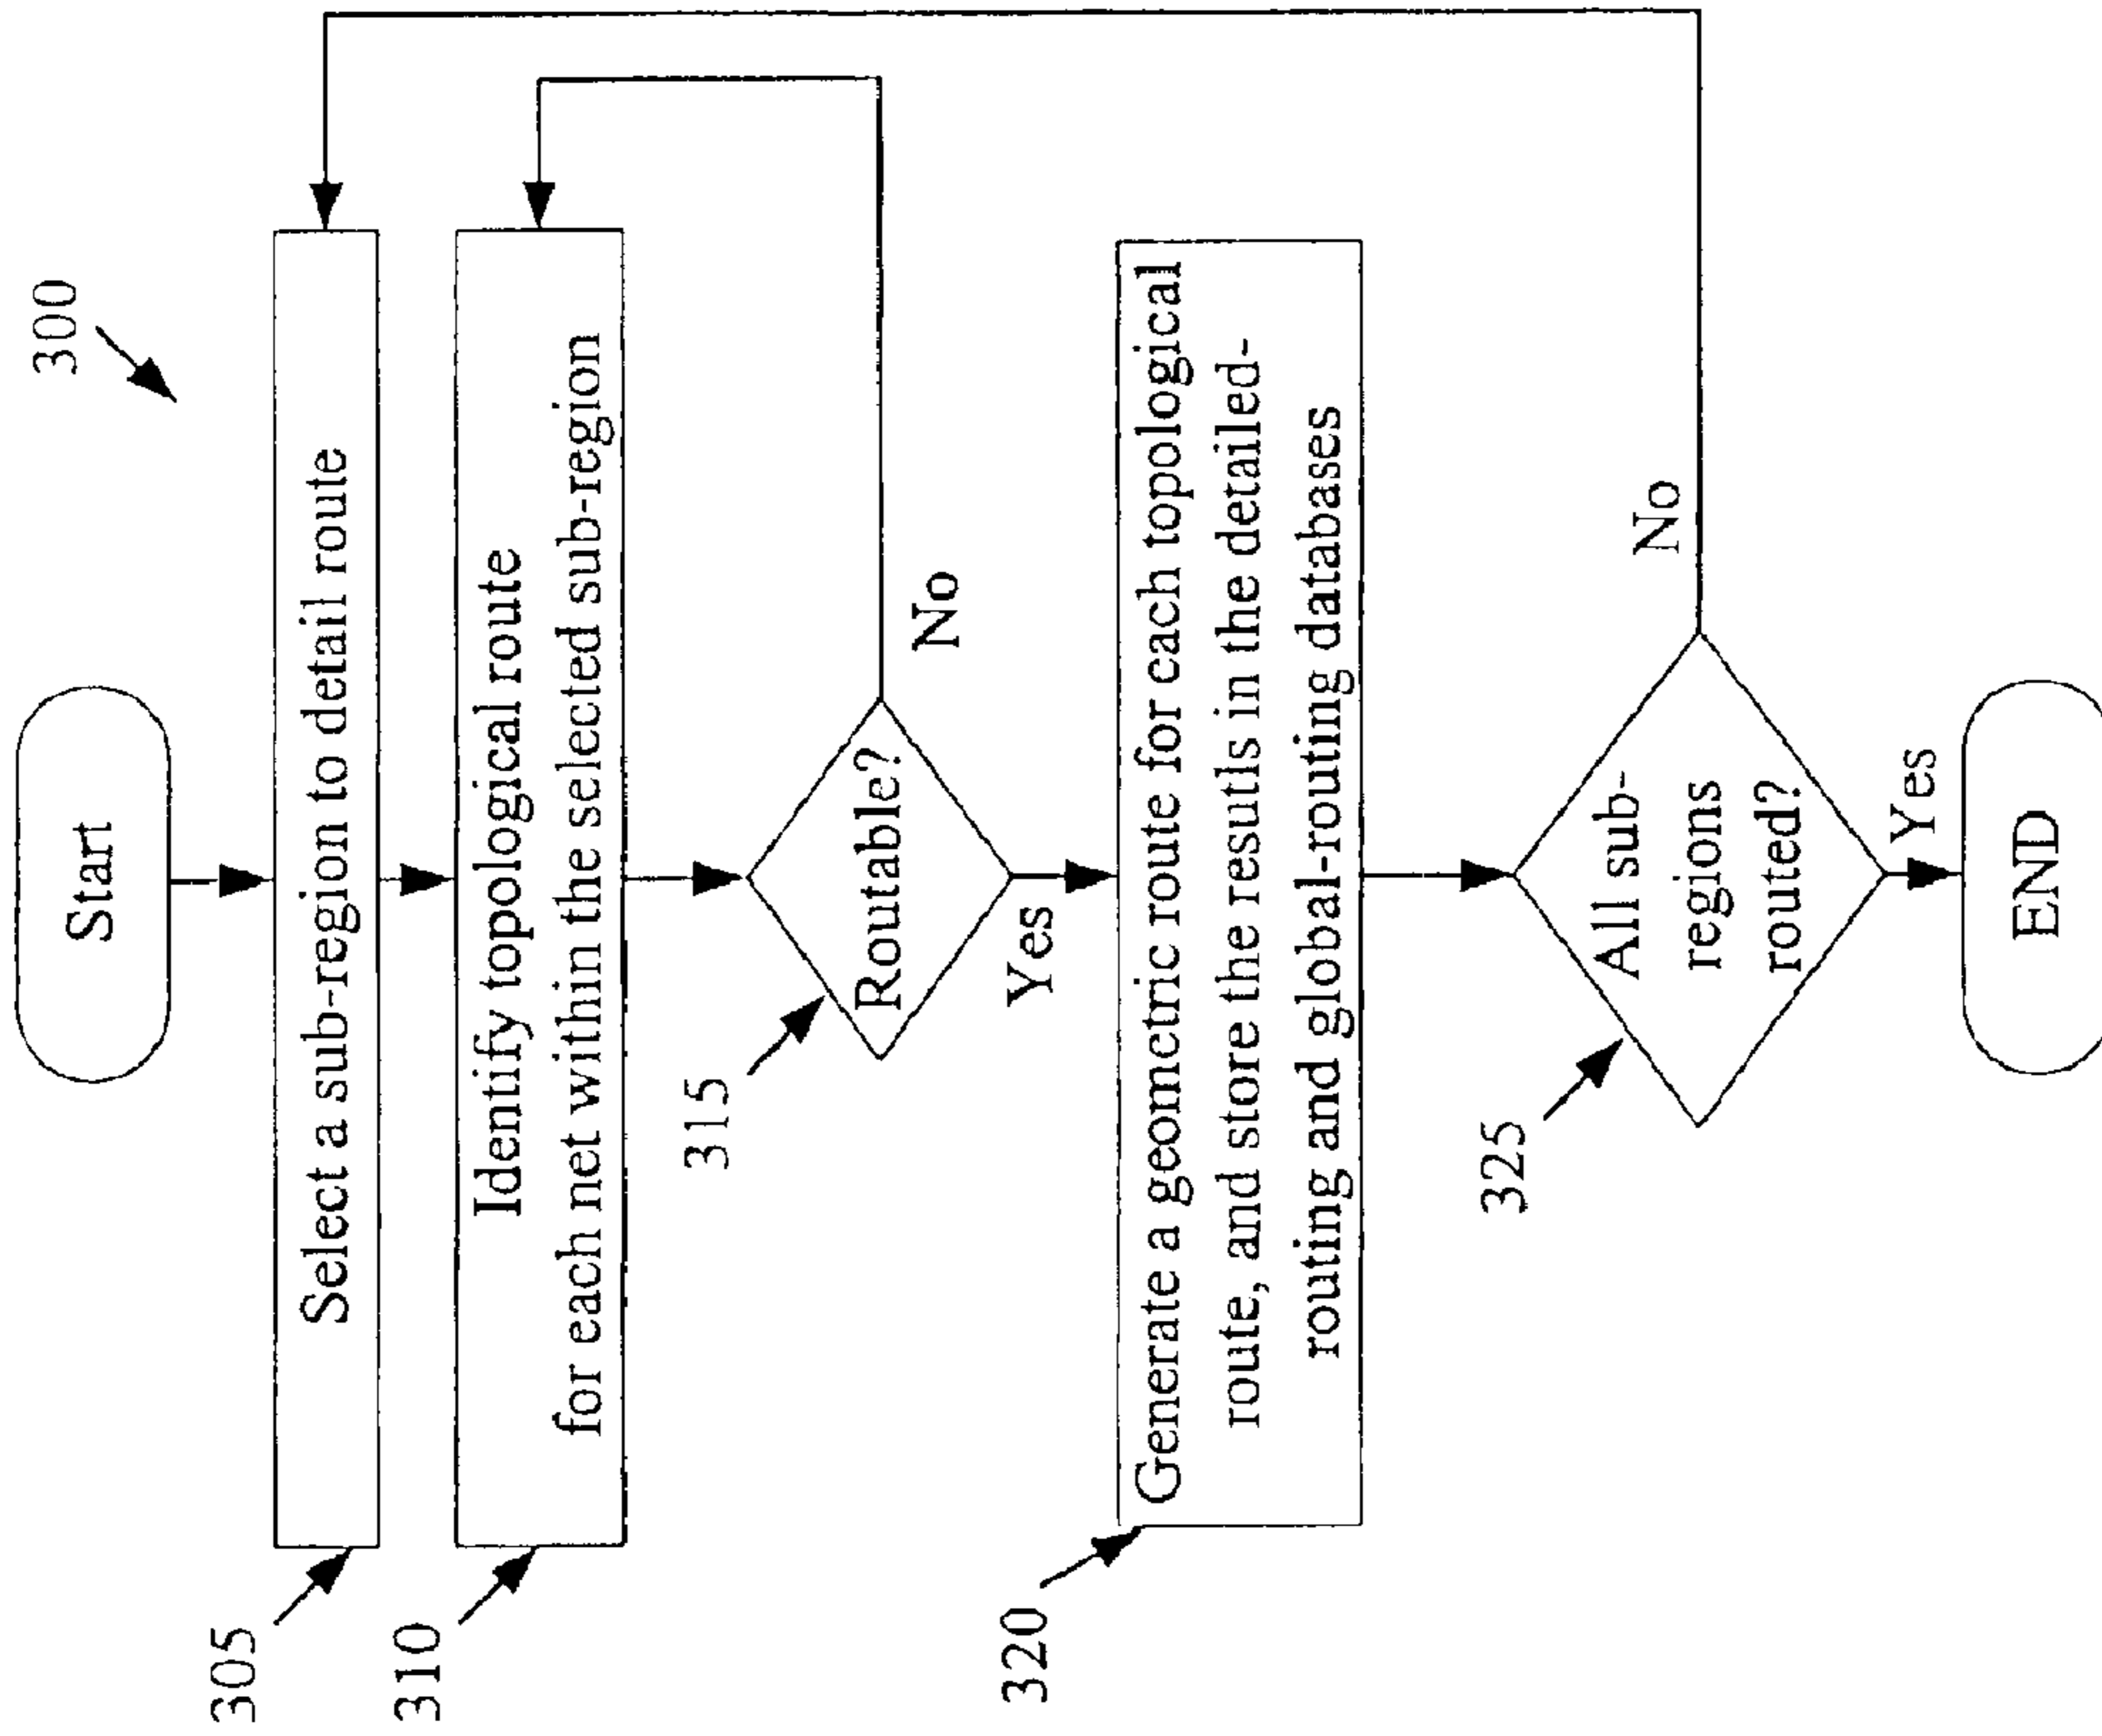 300
Start
305
Select a sub-region to detail route
310
Identify topological route
for each net within the selected sub-region
315
Routable?
No
Yes
320
Generate a geometric route for each topological
route, and store the resutls in the detailed-
routing and global-routing databases
325
All sub-
regions
routed?
No
Yes
END